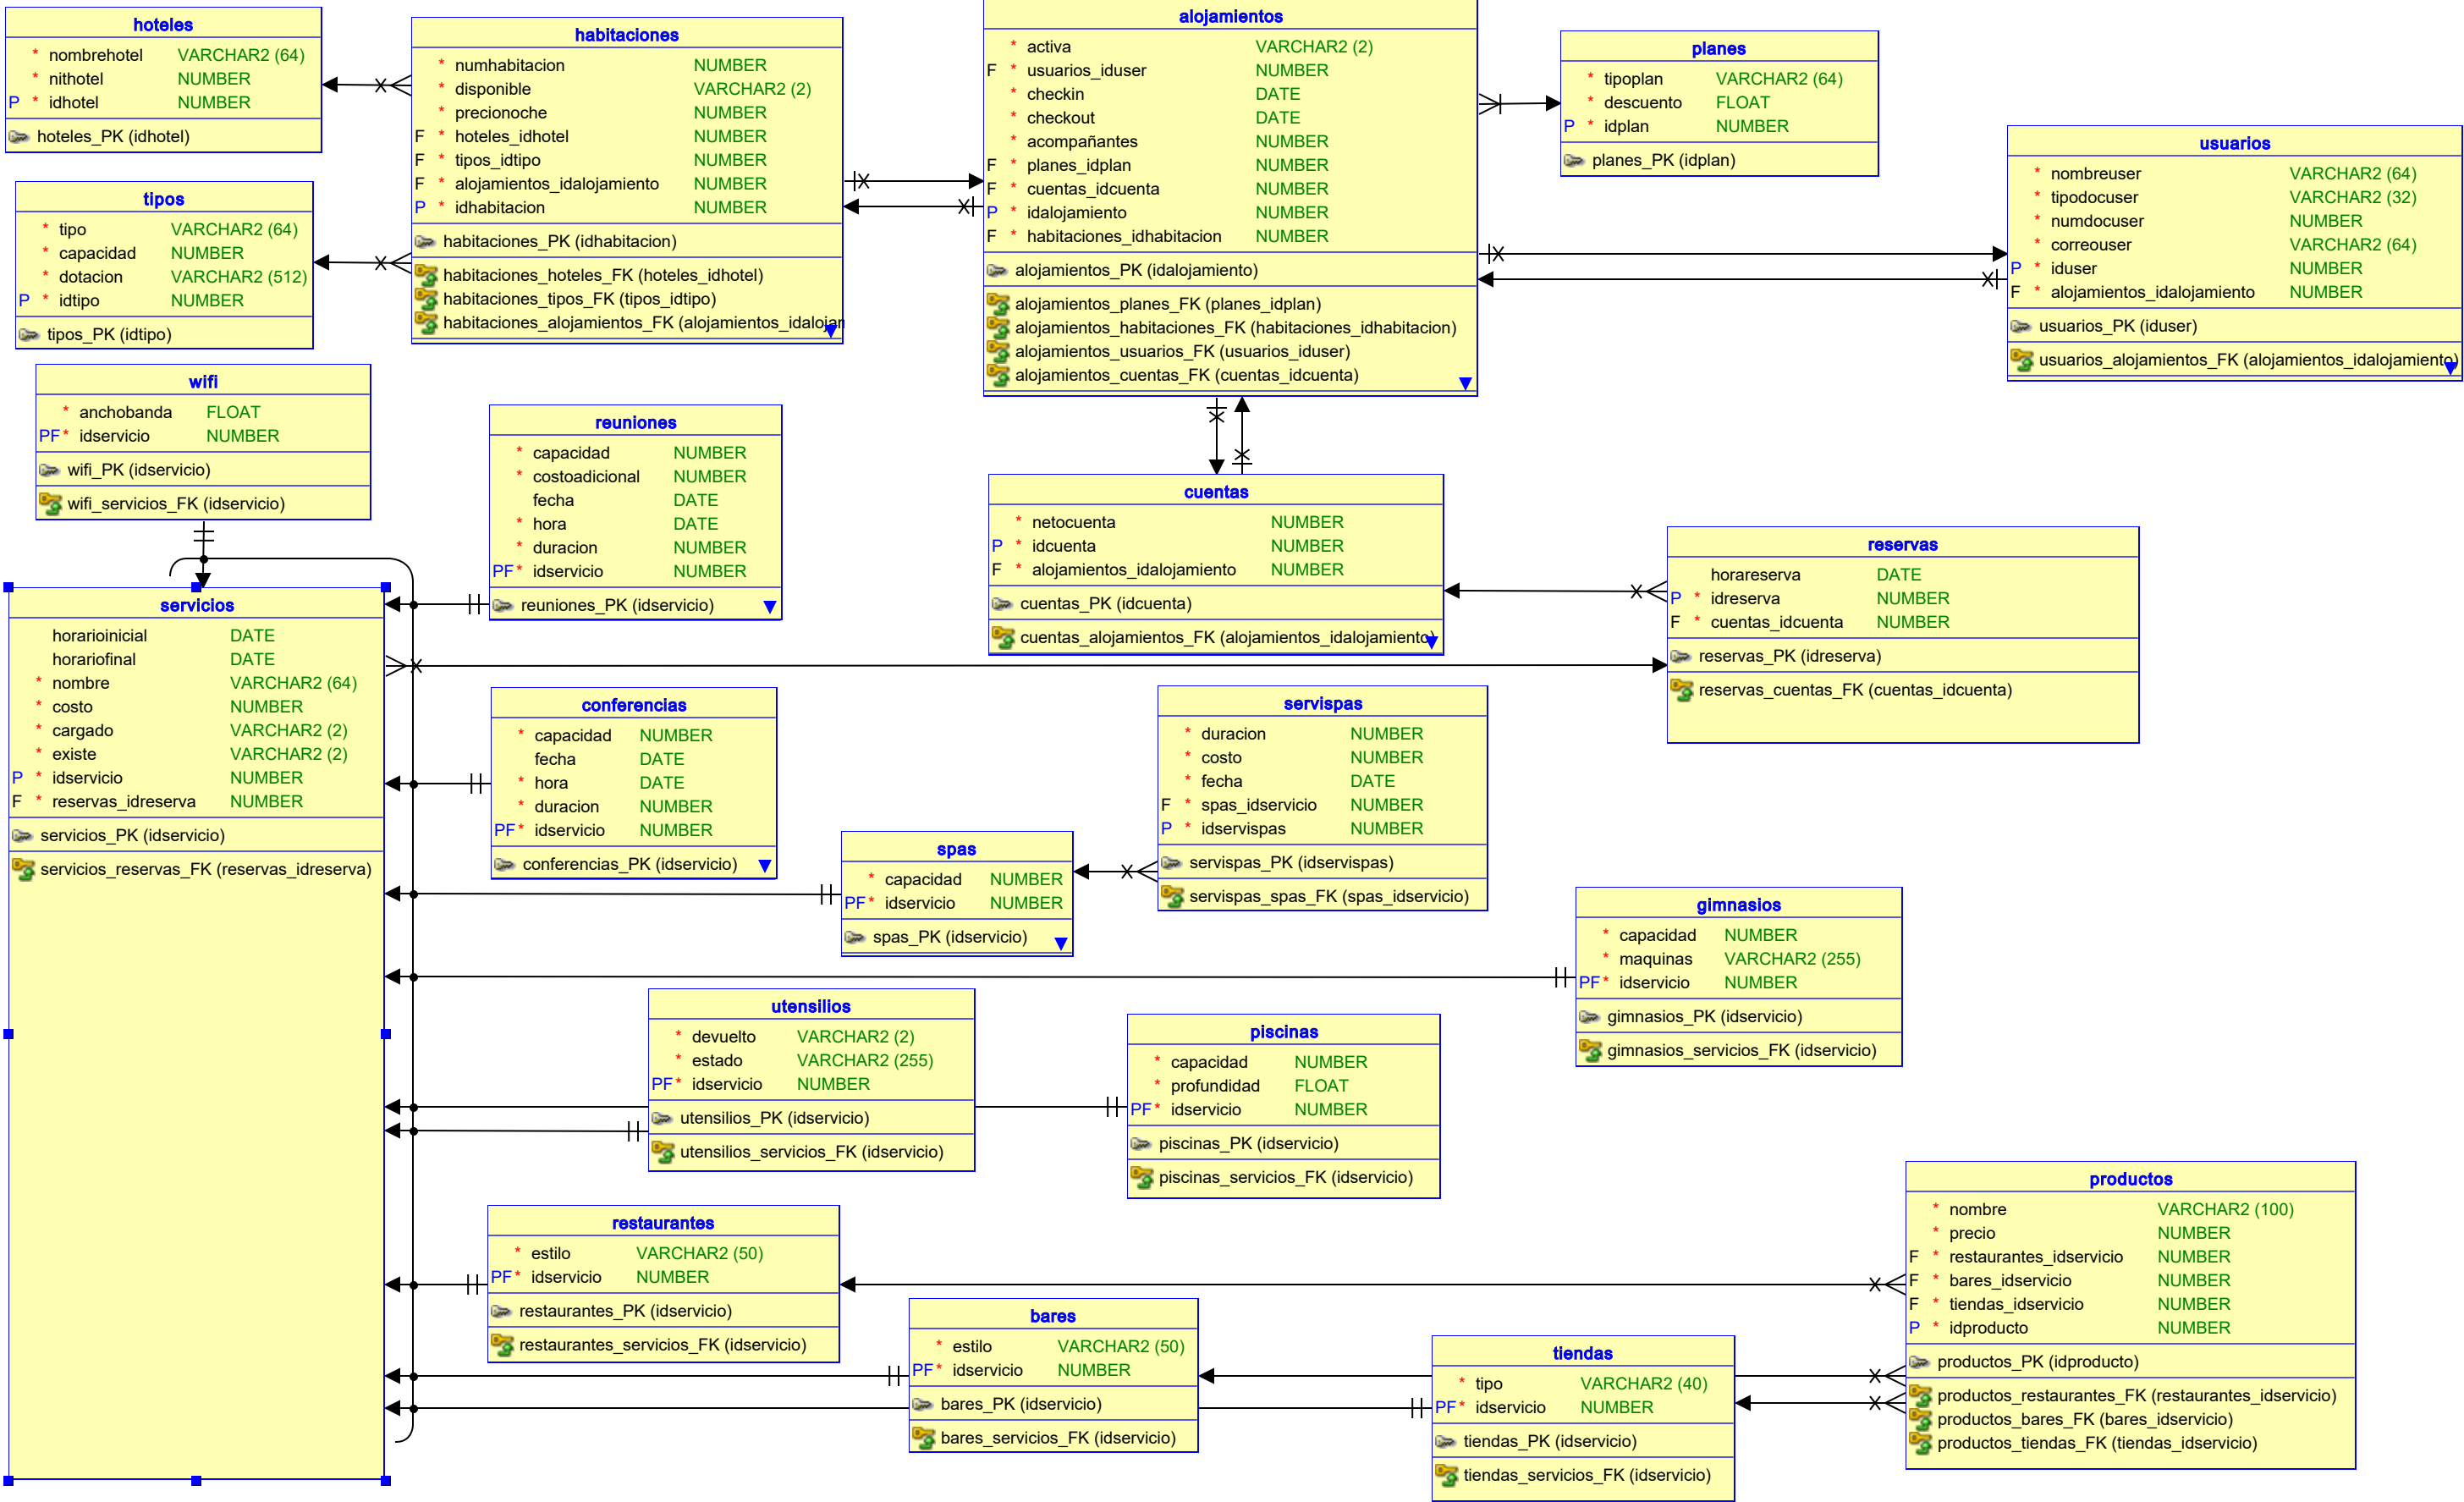 hoteles
* nombrehotel VARCHAR2 (64)
* nithotel NUMBER
P * idhotel NUMBER
hoteles_PK (idhotel)
habitaciones
* numhabitacion NUMBER
* disponible VARCHAR2 (2)
* precionoche NUMBER
F * hoteles_idhotel NUMBER
F * tipos_idtipo NUMBER
F * alojamientos_idalojamiento NUMBER
P * idhabitacion NUMBER
habitaciones_PK (idhabitacion)
habitaciones_hoteles_FK (hoteles_idhotel)
habitaciones_tipos_FK (tipos_idtipo)
habitaciones_alojamientos_FK (alojamientos_idalojar
alojamientos
* activa VARCHAR2 (2)
F * usuarios_iduser NUMBER
* checkin DATE
* checkout DATE
* acompañantes NUMBER
F * planes_idplan NUMBER
F * cuentas_idcuenta NUMBER
P * idalojamiento NUMBER
F * habitaciones_idhabitacion NUMBER
alojamientos_PK (idalojamiento)
alojamientos_planes_FK (planes_idplan)
alojamientos_habitaciones_FK (habitaciones_idhabitacion)
alojamientos_usuarios_FK (usuarios_iduser)
alojamientos_cuentas_FK (cuentas_idcuenta)
planes
* tipoplan VARCHAR2 (64)
* descuento FLOAT
P * idplan NUMBER
planes_PK (idplan)
usuarios
* nombreuser VARCHAR2 (64)
* tipodocuser VARCHAR2 (32)
* numdocuser NUMBER
* correouser VARCHAR2 (64)
P * iduser NUMBER
F * alojamientos_idalojamiento NUMBER
usuarios_PK (iduser)
usuarios_alojamientos_FK (alojamientos_idalojamiento)
tipos
* tipo VARCHAR2 (64)
* capacidad NUMBER
* dotacion VARCHAR2 (512)
P * idtipo NUMBER
tipos_PK (idtipo)
wifi
* anchobanda FLOAT
PF* idservicio NUMBER
wifi_PK (idservicio)
wifi_servicios_FK (idservicio)
reuniones
* capacidad NUMBER
* costoadicional NUMBER
fecha DATE
* hora DATE
* duracion NUMBER
PF* idservicio NUMBER
reuniones_PK (idservicio)
cuentas
* netocuenta NUMBER
P * idcuenta NUMBER
F * alojamientos_idalojamiento NUMBER
cuentas_PK (idcuenta)
cuentas_alojamientos_FK (alojamientos_idalojamiento)
reservas
horareserva DATE
P * idreserva NUMBER
F * cuentas_idcuenta NUMBER
reservas_PK (idreserva)
reservas_cuentas_FK (cuentas_idcuenta)
servicios
horarioinicial DATE
horariofinal DATE
* nombre VARCHAR2 (64)
* costo NUMBER
* cargado VARCHAR2 (2)
* existe VARCHAR2 (2)
P * idservicio NUMBER
F * reservas_idreserva NUMBER
servicios_PK (idservicio)
servicios_reservas_FK (reservas_idreserva)
conferencias
* capacidad NUMBER
fecha DATE
* hora DATE
* duracion NUMBER
PF* idservicio NUMBER
conferencias_PK (idservicio)
servispas
* duracion NUMBER
* costo NUMBER
* fecha DATE
F * spas_idservicio NUMBER
P * idservispas NUMBER
servispas_PK (idservispas)
servispas_spas_FK (spas_idservicio)
spas
* capacidad NUMBER
PF* idservicio NUMBER
spas_PK (idservicio)
gimnasios
* capacidad NUMBER
* maquinas VARCHAR2 (255)
PF* idservicio NUMBER
gimnasios_PK (idservicio)
gimnasios_servicios_FK (idservicio)
utensilios
* devuelto VARCHAR2 (2)
* estado VARCHAR2 (255)
PF* idservicio NUMBER
utensilios_PK (idservicio)
utensilios_servicios_FK (idservicio)
piscinas
* capacidad NUMBER
* profundidad FLOAT
PF* idservicio NUMBER
piscinas_PK (idservicio)
piscinas_servicios_FK (idservicio)
productos
* nombre VARCHAR2 (100)
* precio NUMBER
F * restaurantes_idservicio NUMBER
F * bares_idservicio NUMBER
F * tiendas_idservicio NUMBER
P * idproducto NUMBER
productos_PK (idproducto)
productos_restaurantes_FK (restaurantes_idservicio)
productos_bares_FK (bares_idservicio)
productos_tiendas_FK (tiendas_idservicio)
restaurantes
* estilo VARCHAR2 (50)
PF* idservicio NUMBER
restaurantes_PK (idservicio)
restaurantes_servicios_FK (idservicio)
bares
* estilo VARCHAR2 (50)
PF* idservicio NUMBER
bares_PK (idservicio)
bares_servicios_FK (idservicio)
tiendas
* tipo VARCHAR2 (40)
PF* idservicio NUMBER
tiendas_PK (idservicio)
tiendas_servicios_FK (idservicio)